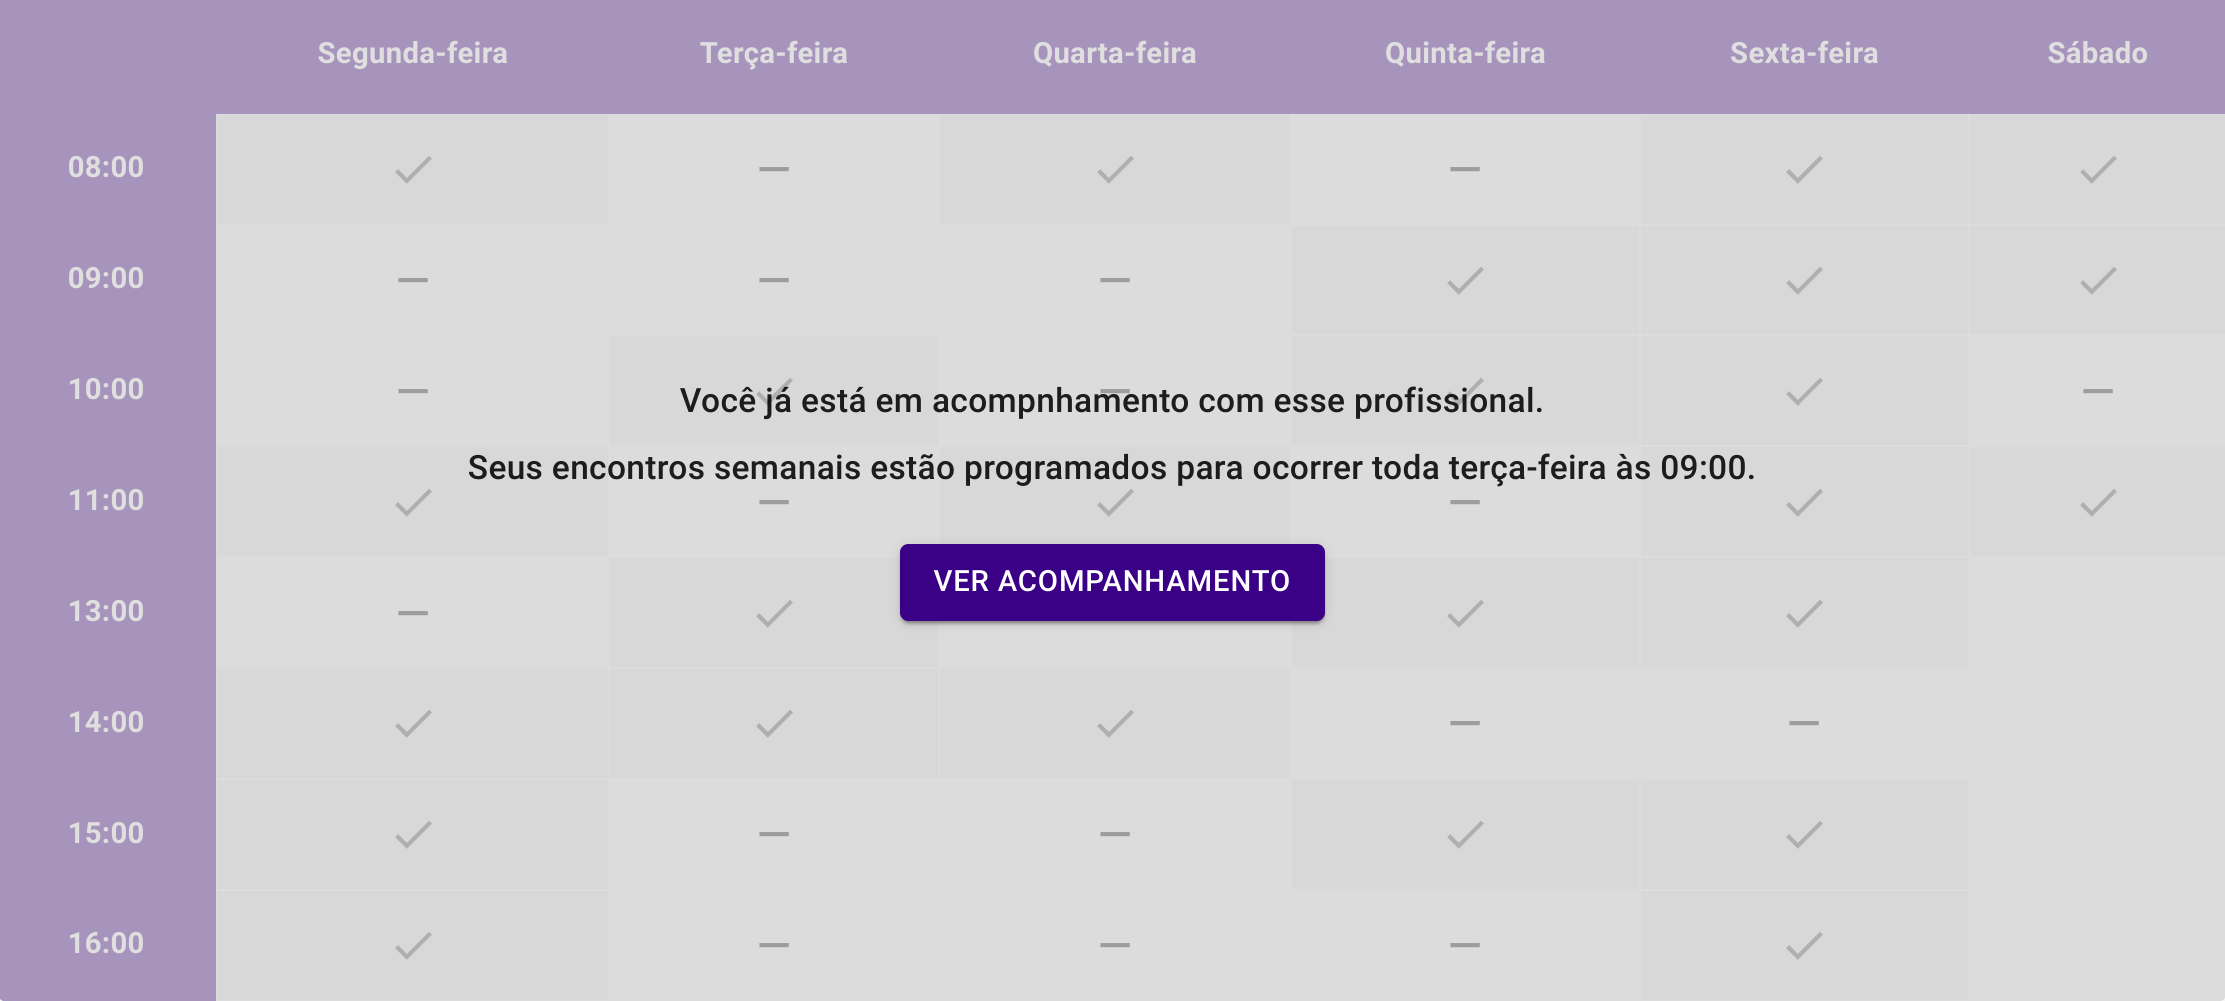 Segunda-feira Terça-feira Quarta-feira Quinta-feira Sexta-feira Sábado
08:00
09:00
10:00
Você já está em acompnhamento com esse profissional.
Seus encontros semanais estão programados para ocorrer toda terça-feira às 09:00.
11:00
VER ACOMPANHAMENTO
13:00
14:00
15:00
16:00